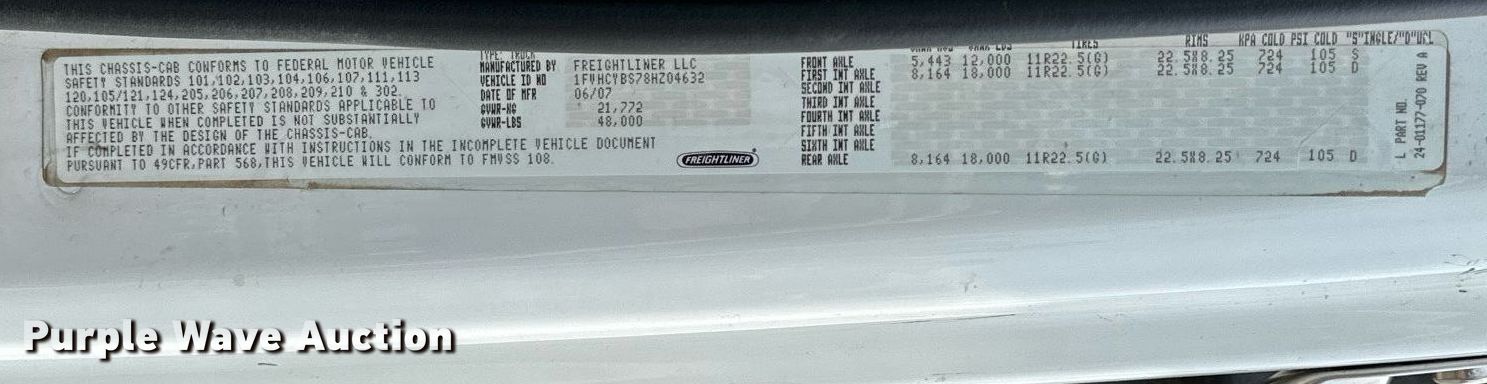 THIS CHASSIS-CAB CONFORMS TO FEDERAL MOTOR VEHICLE
SAFETY STANDARDS 101,102,103,104,106,107,111,113
120,105/121,124,205,206,207,208,209,210 & 302.
CONFORMITY TO OTHER SAFETY STANDARDS APPLICABLE TO
THIS VEHICLE WHEN COMPLETED IS NOT SUBSTANTIALLY
AFFECTED BY THE DESIGN OF THE CHASSIS-CAB.
IF COMPLETED IN ACCORDANCE WITH INSTRUCTIONS IN THE INCOMPLETE VEHICLE DOCUMENT
PURSUANT TO 49CFR,PART 568,THIS VEHICLE WILL CONFORM TO FMVSS 108.
TYPE: TRUCK
MANUFACTURED BY FREIGHTLINER LLC
VEHICLE ID NO 1FVHCYBS78HZ04632
DATE OF MFR 06/07
GVWR-KG 21,772
GVWR-LBS 48,000
FREIGHTLINER
TIRES RIMS KPA COLD PSI COLD "S"INGLE/"D"UCL
FRONT AXLE 5,443 12,000 11R22.5(G) 22.5X8.25 724 105 S
FIRST INT AXLE 8,164 18,000 11R22.5(G) 22.5X8.25 724 105 D
SECOND INT AXLE
THIRD INT AXLE
FOURTH INT AXLE
FIFTH INT AXLE
SIXTH INT AXLE
REAR AXLE 8,164 18,000 11R22.5(G) 22.5X8.25 724 105 D
L PART NO.
24-01177-070 REV A
Purple Wave Auction